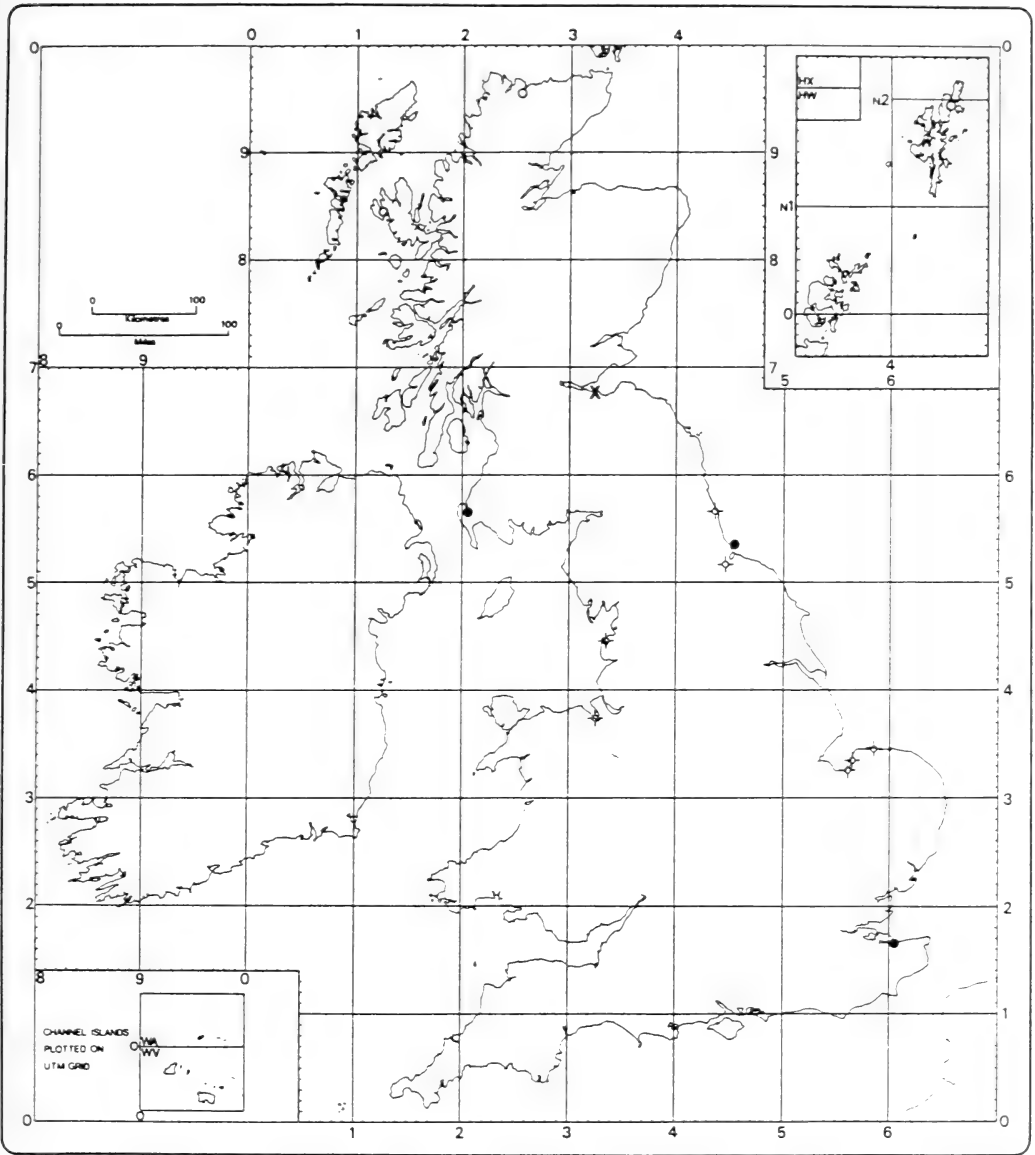 0 1 2 3 4
0 0
HX
HW
N2
9 9
N1
8 8
0
0 100
Kilometres
0 100
Miles
8 9
7 7
5 4
6
6 6
5 5
4 4
3 3
2 2
8 9 0
1
CHANNEL ISLANDS
PLOTTED ON
UTM GRID
0 WA
WV
0
0 0
1 2 3 4 5 6